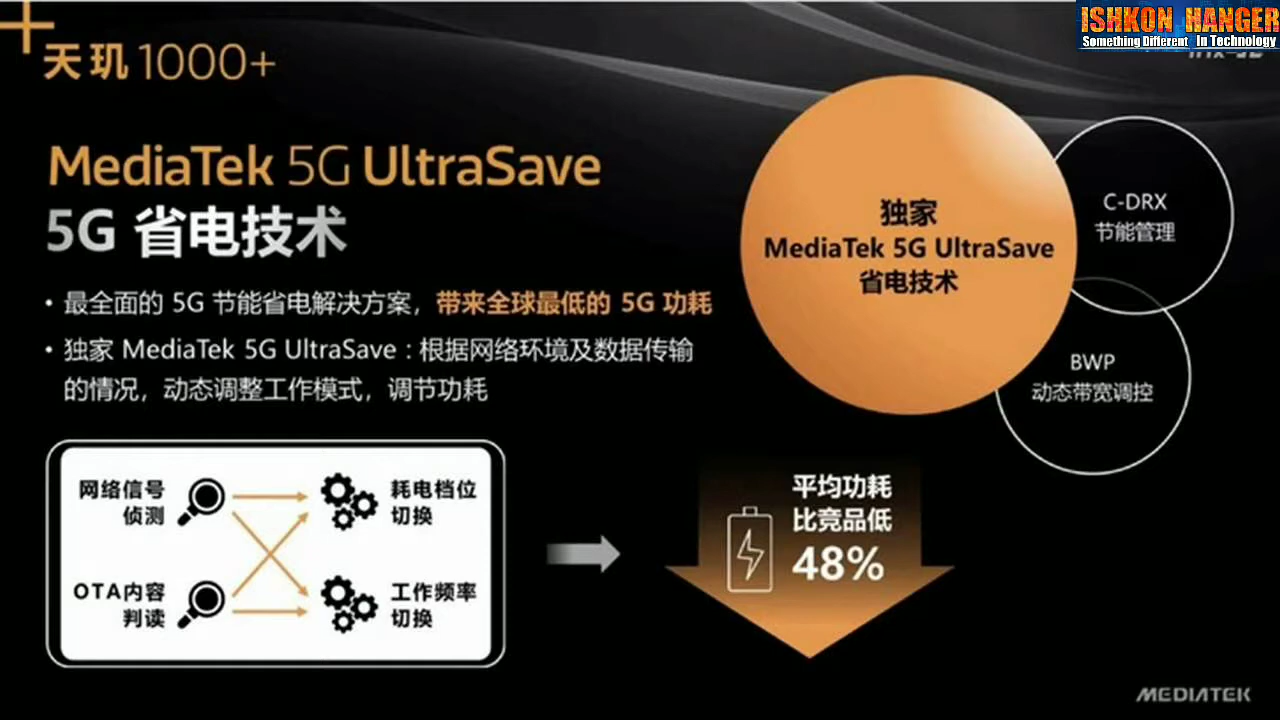 ISHKON HANGER
Something Different In Technology
天玑 1000+
MediaTek 5G UltraSave
5G 省电技术
• 最全面的 5G 节能省电解决方案，带来全球最低的 5G 功耗
• 独家 MediaTek 5G UltraSave：根据网络环境及数据传输
的情况，动态调整工作模式，调节功耗
独家
MediaTek 5G UltraSave
省电技术
C-DRX
节能管理
BWP
动态带宽调控
网络信号
侦测
耗电档位
切换
OTA内容
判读
工作频率
切换
平均功耗
比竞品低
48%
MEDIATEK